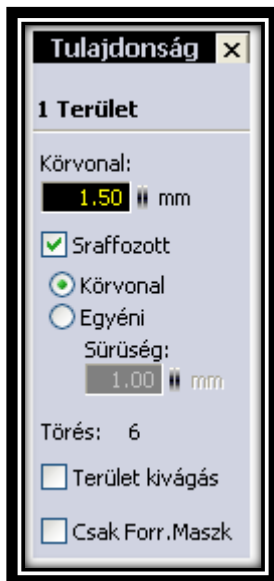 Tulajdonság
1 Terület
Körvonal:
1.50 mm
Sraffozott
Körvonal
Egyéni
Sürüség:
1.00 mm
Törés: 6
Terület kivágás
Csak Forr.Maszk